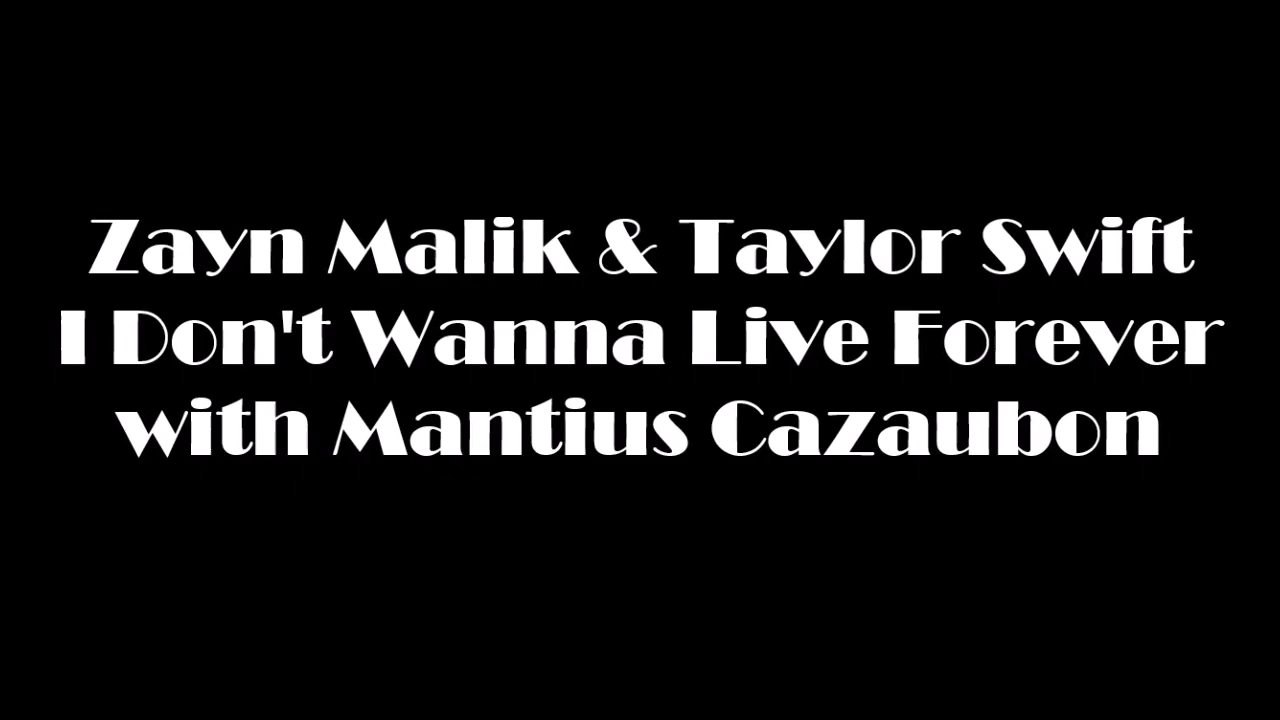 Zayn Malik & Taylor Swift
I Don't Wanna Live Forever
with Mantius Cazaubon